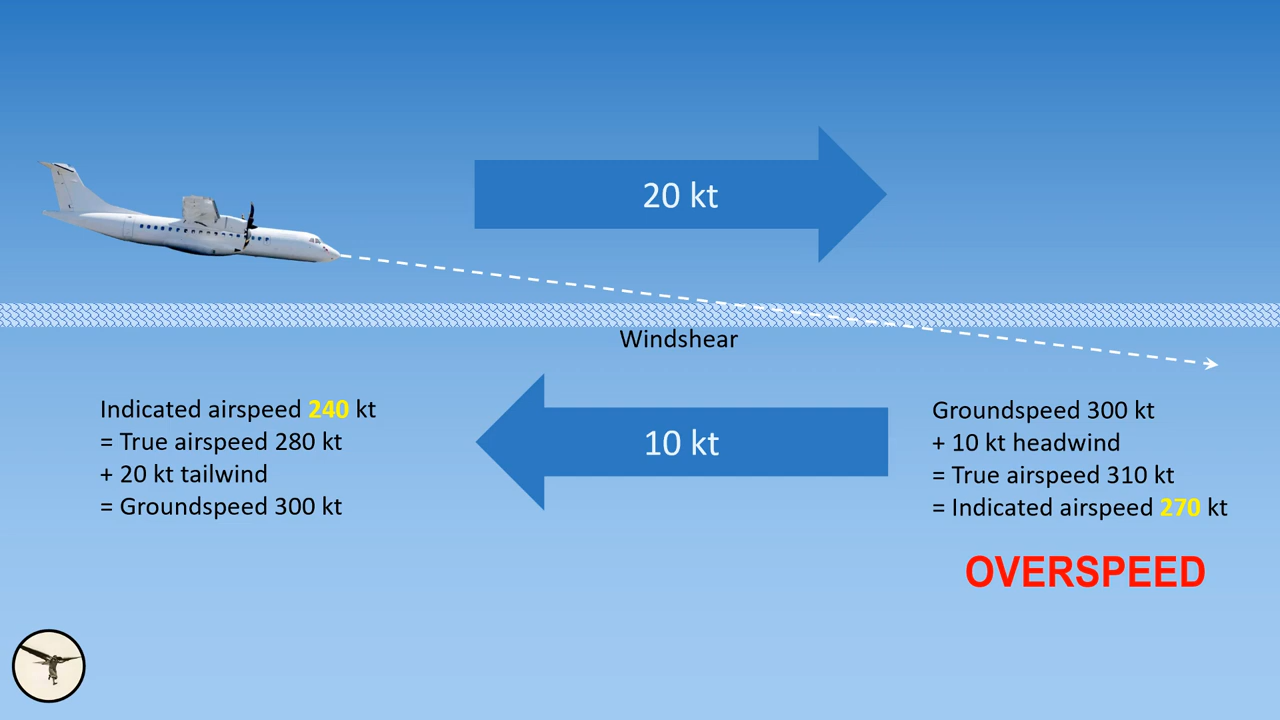 20 kt
Windshear
10 kt
Indicated airspeed 240 kt
= True airspeed 280 kt
+ 20 kt tailwind
= Groundspeed 300 kt
Groundspeed 300 kt
+ 10 kt headwind
= True airspeed 310 kt
= Indicated airspeed 270 kt
OVERSPEED